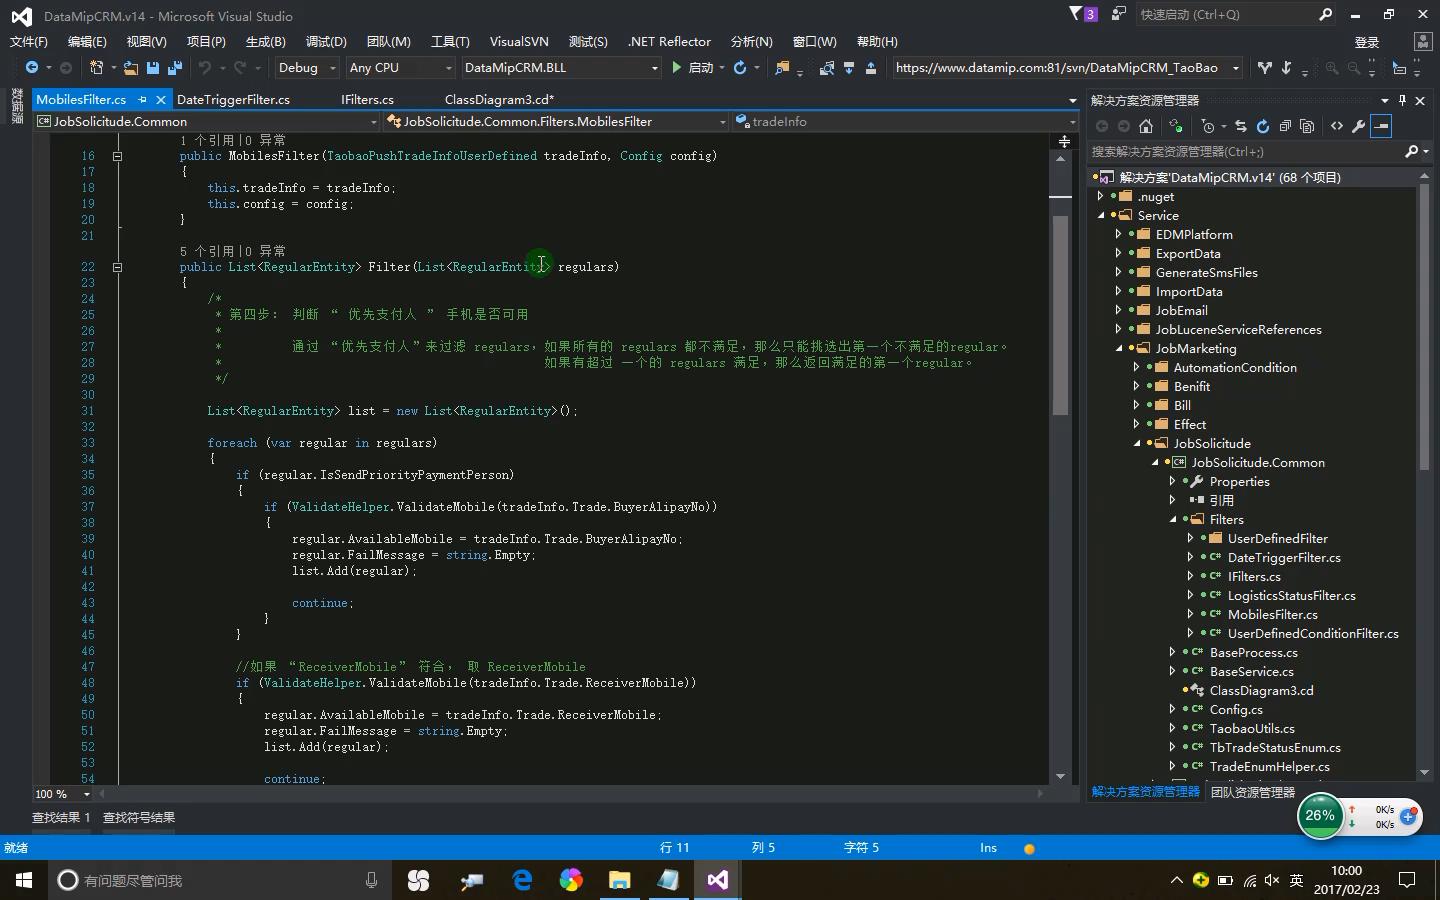 DataMipCRM.v14 - Microsoft Visual Studio
3
快速启动 (Ctrl+Q)
文件(F) 编辑(E) 视图(V) 项目(P) 生成(B) 调试(D) 团队(M) 工具(T) VisualSVN 测试(S) .NET Reflector 分析(N) 窗口(W) 帮助(H) 登录
Debug Any CPU DataMipCRM.BLL 启动 https://www.datamip.com:81/svn/DataMipCRM_TaoBao
数据源
MobilesFilter.cs DateTriggerFilter.cs IFilters.cs ClassDiagram3.cd*
JobSolicitude.Common JobSolicitude.Common.Filters.MobilesFilter tradeInfo
1 个引用|0 异常
16 public MobilesFilter(TaobaoPushTradeInfoUserDefined tradeInfo, Config config)
17 {
18 this.tradeInfo = tradeInfo;
19 this.config = config;
20 }
21
5 个引用|0 异常
22 public List<RegularEntity> Filter(List<RegularEntity> regulars)
23 {
24 /*
25 * 第四步： 判断 “ 优先支付人 ” 手机是否可用
26 *
27 * 通过 “优先支付人”来过滤 regulars，如果所有的 regulars 都不满足，那么只能挑选出第一个不满足的regular。
28 * 如果有超过 一个的 regulars 满足，那么返回满足的第一个regular。
29 */
30
31 List<RegularEntity> list = new List<RegularEntity>();
32
33 foreach (var regular in regulars)
34 {
35 if (regular.IsSendPriorityPaymentPerson)
36 {
37 if (ValidateHelper.ValidateMobile(tradeInfo.Trade.BuyerAlipayNo))
38 {
39 regular.AvailableMobile = tradeInfo.Trade.BuyerAlipayNo;
40 regular.FailMessage = string.Empty;
41 list.Add(regular);
42
43 continue;
44 }
45 }
46
47 //如果 “ReceiverMobile” 符合， 取 ReceiverMobile
48 if (ValidateHelper.ValidateMobile(tradeInfo.Trade.ReceiverMobile))
49 {
50 regular.AvailableMobile = tradeInfo.Trade.ReceiverMobile;
51 regular.FailMessage = string.Empty;
52 list.Add(regular);
53
54 continue;
100 %
查找结果 1 查找符号结果
解决方案资源管理器
搜索解决方案资源管理器(Ctrl+;)
解决方案'DataMipCRM.v14' (68 个项目)
.nuget
Service
EDMPlatform
ExportData
GenerateSmsFiles
ImportData
JobEmail
JobLuceneServiceReferences
JobMarketing
AutomationCondition
Benifit
Bill
Effect
JobSolicitude
C# JobSolicitude.Common
Properties
引用
Filters
UserDefinedFilter
C# DateTriggerFilter.cs
C# IFilters.cs
C# LogisticsStatusFilter.cs
C# MobilesFilter.cs
C# UserDefinedConditionFilter.cs
C# BaseProcess.cs
C# BaseService.cs
ClassDiagram3.cd
C# Config.cs
C# TaobaoUtils.cs
C# TbTradeStatusEnum.cs
C# TradeEnumHelper.cs
解决方案资源管理器 团队资源管理器
26% 0K/s
0K/s
就绪 行 11 列 5 字符 5 Ins
有问题尽管问我
英
10:00
2017/02/23